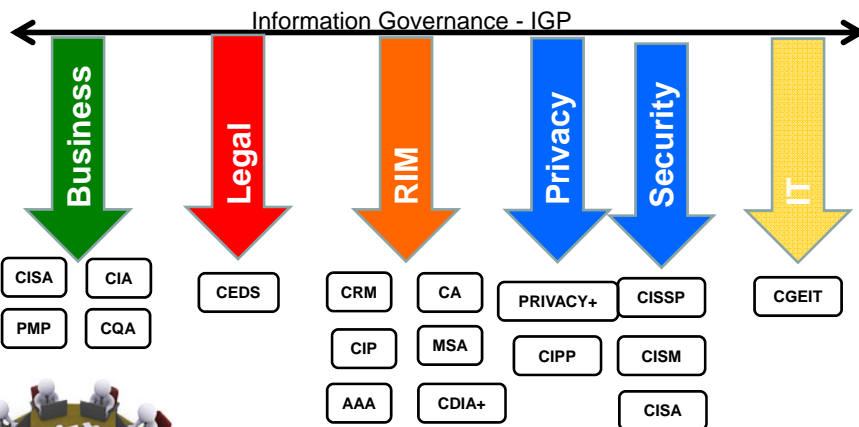 Information Governance - IGP
Business
Legal
RIM
Privacy
Security
IT
CISA
CIA
PMP
CQA
CEDS
CRM
CA
CIP
MSA
AAA
CDIA+
PRIVACY+
CIPP
CISSP
CISM
CISA
CGEIT